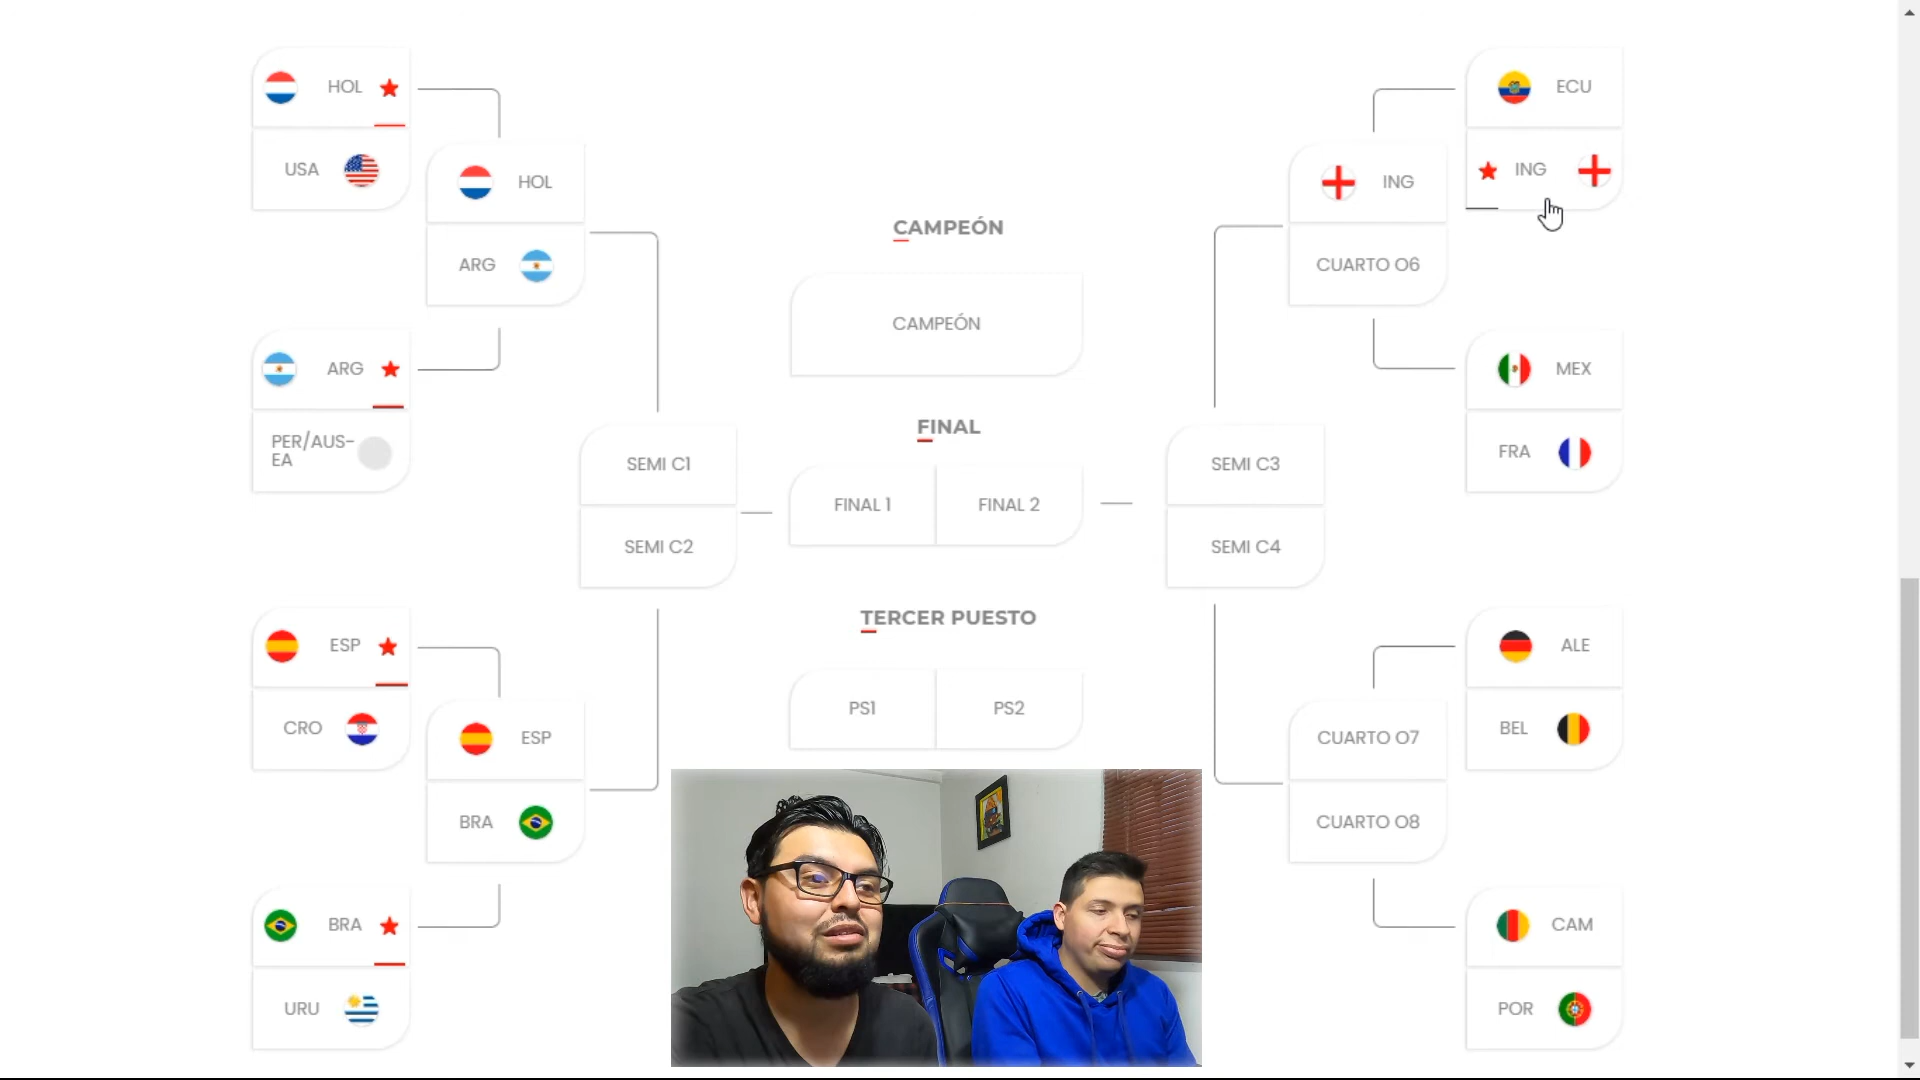 HOL
USA
HOL
ARG
ARG
PER/AUS-
EA
ESP
CRO
ESP
BRA
BRA
URU
SEMI C1
SEMI C2
CAMPEÓN
CAMPEÓN
FINAL
FINAL 1
FINAL 2
TERCER PUESTO
PS1
PS2
SEMI C3
SEMI C4
ING
CUARTO O6
CUARTO O7
CUARTO O8
ECU
ING
MEX
FRA
ALE
BEL
CAM
POR